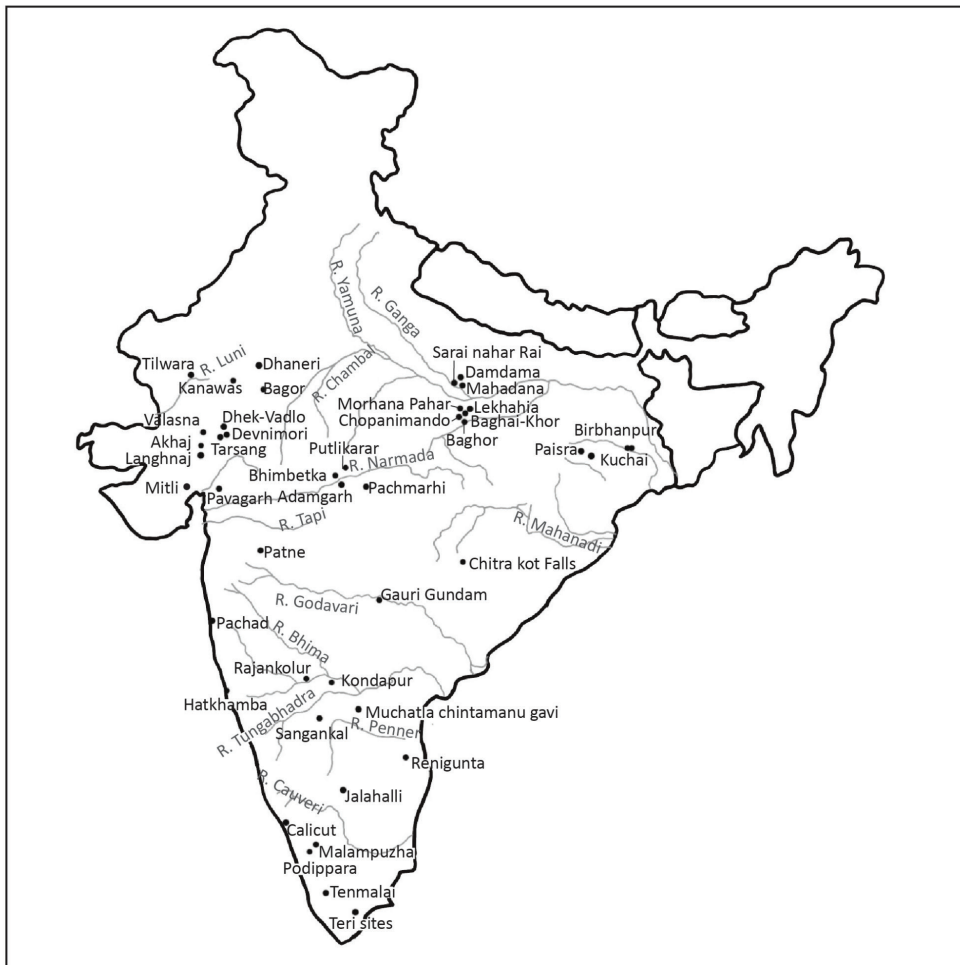 R. Yamuna
R. Ganga
Sarai nahar Rai
Tilwara
R. Luni
Dhaneri
Damdama
Kanawas
Bagor
R. Chambal
Mahadana
Morhana Pahar
Lekhahia
Valasna
Dhek-Vadlo
Chopanimando
Baghai-Khor
Akhaj
Devnimori
Baghor
Birbhanpur
Langhnaj
Tarsang
Putlikarar
R. Narmada
Paisra
Kuchai
Bhimbetka
Mitli
Pavagarh
Adamgarh
Pachmarhi
R. Tapi
R. Mahanadi
Patne
Chitra kot Falls
R. Godavari
Gauri Gundam
Pachad
R. Bhima
Rajankolur
Kondapur
Hatkhamba
R. Tungabhadra
Muchatla chintamanu gavi
Sangankal
R. Penner
Renigunta
R. Cauveri
Jalahalli
Calicut
Malampuzha
Podippara
Tenmalai
Teri sites